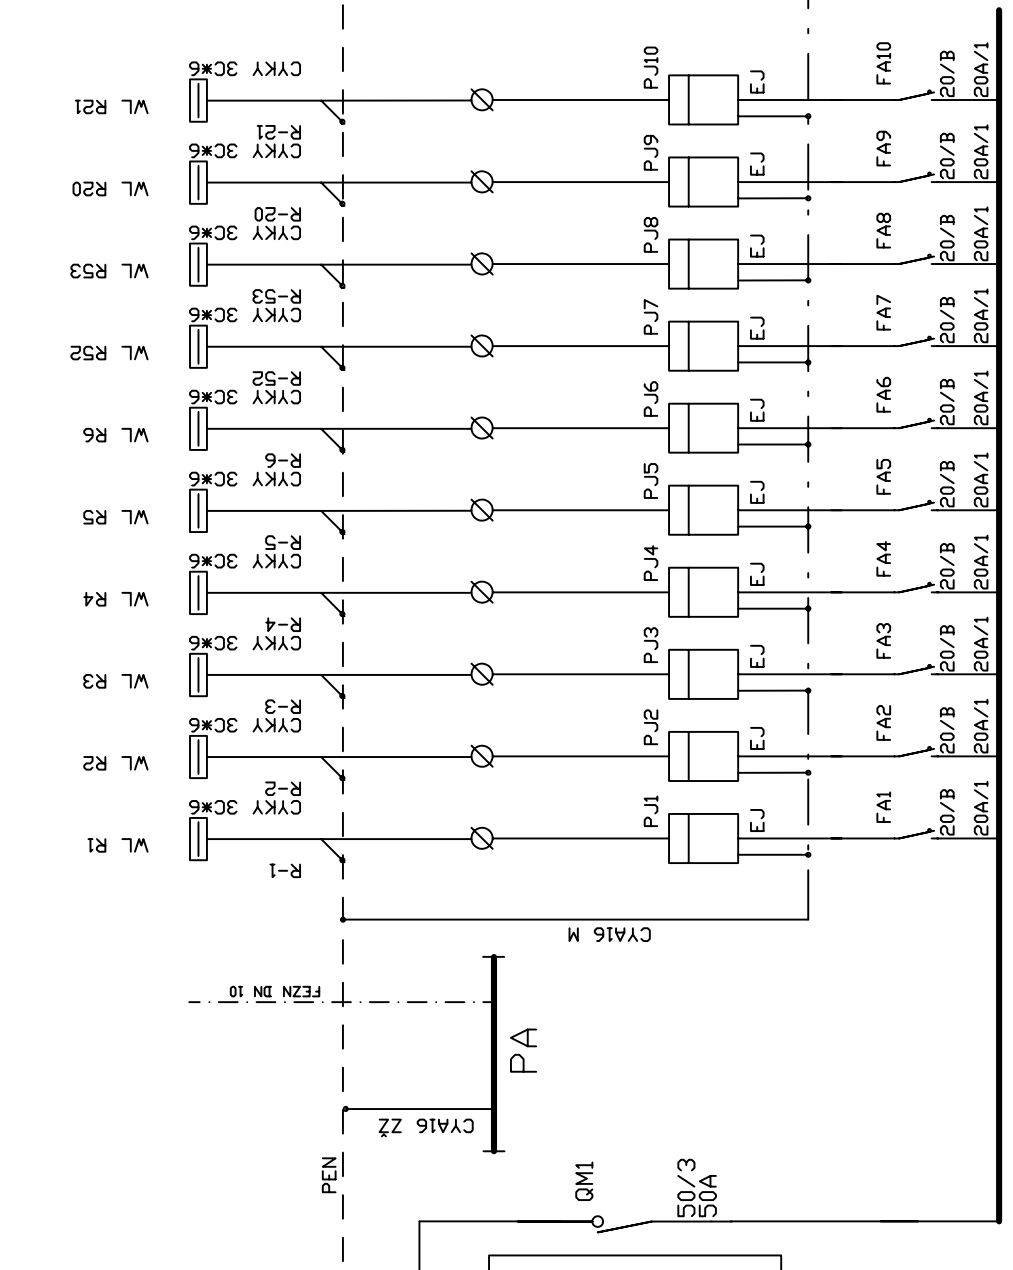 CYKY 3C*6
WL R21
R-21
PJ10
EJ
FA10
20/B
20A/1
CYKY 3C*6
WL R20
R-20
PJ9
EJ
FA9
20/B
20A/1
CYKY 3C*6
WL R53
R-53
PJ8
EJ
FA8
20/B
20A/1
CYKY 3C*6
WL R52
R-52
PJ7
EJ
FA7
20/B
20A/1
CYKY 3C*6
WL R6
R-6
PJ6
EJ
FA6
20/B
20A/1
CYKY 3C*6
WL R5
R-5
PJ5
EJ
FA5
20/B
20A/1
CYKY 3C*6
WL R4
R-4
PJ4
EJ
FA4
20/B
20A/1
CYKY 3C*6
WL R3
R-3
PJ3
EJ
FA3
20/B
20A/1
CYKY 3C*6
WL R2
R-2
PJ2
EJ
FA2
20/B
20A/1
CYKY 3C*6
WL R1
R-1
PJ1
EJ
FA1
20/B
20A/1
CYA16 M
FEZN DN 10
PA
CYA16 ZŽ
PEN
QM1
50/3
50A